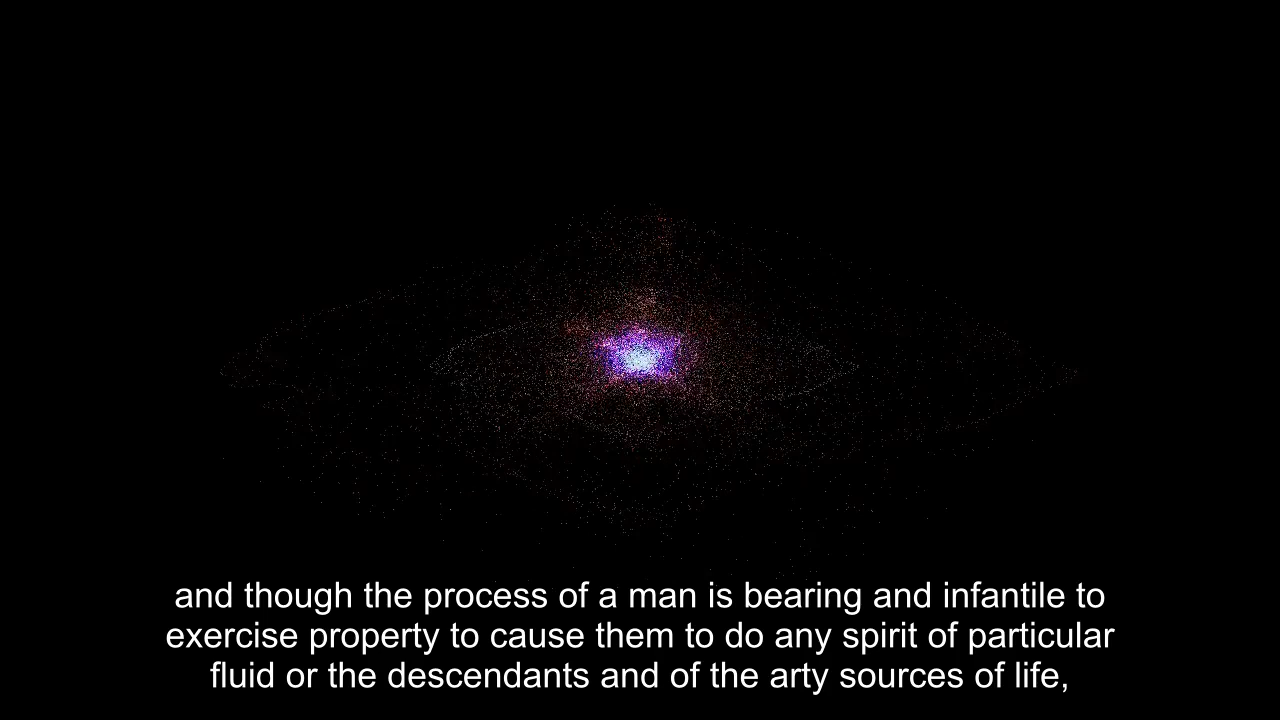 and though the process of a man is bearing and infantile to
exercise property to cause them to do any spirit of particular
fluid or the descendants and of the arty sources of life,